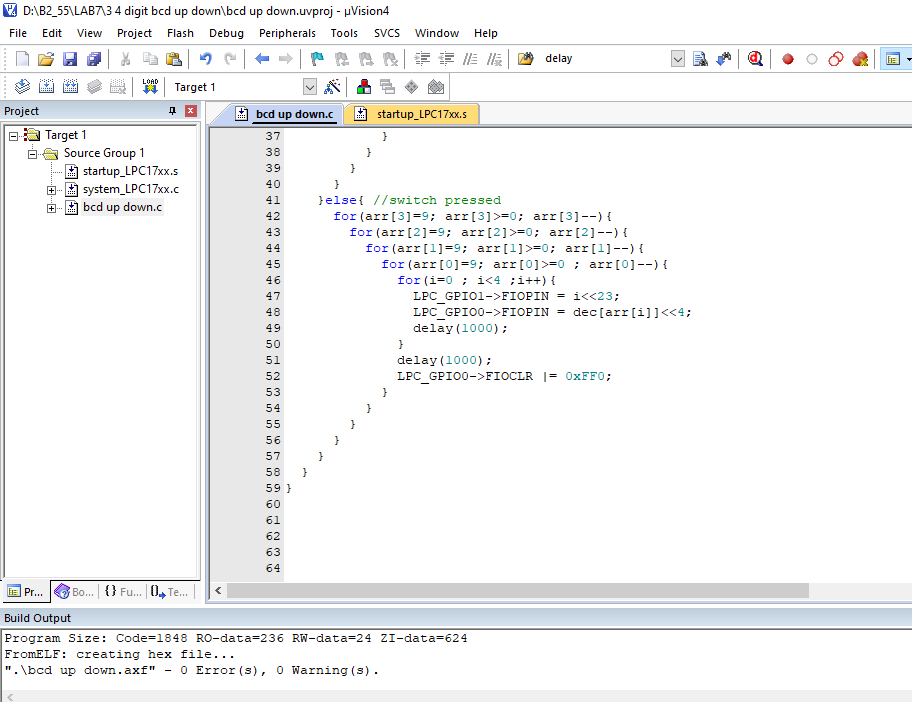 D:\B2_55\LAB7\3 4 digit bcd up down\bcd up down.uvproj - µVision4
File Edit View Project Flash Debug Peripherals Tools SVCS Window Help
delay
LOAD Target 1
Project
bcd up down.c startup_LPC17xx.s
Target 1
Source Group 1
startup_LPC17xx.s
system_LPC17xx.c
bcd up down.c
37 }
38 }
39 }
40 }
41 }else{ //switch pressed
42 for(arr[3]=9; arr[3]>=0; arr[3]--){
43 for(arr[2]=9; arr[2]>=0; arr[2]--){
44 for(arr[1]=9; arr[1]>=0; arr[1]--){
45 for(arr[0]=9; arr[0]>=0 ; arr[0]--){
46 for(i=0 ; i<4 ;i++){
47 LPC_GPIO1->FIOPIN = i<<23;
48 LPC_GPIO0->FIOPIN = dec[arr[i]]<<4;
49 delay(1000);
50 }
51 delay(1000);
52 LPC_GPIO0->FIOCLR |= 0xFF0;
53 }
54 }
55 }
56 }
57 }
58 }
59 }
60
61
62
63
64
Pr... Bo... {} Fu... Te...
Build Output
Program Size: Code=1848 RO-data=236 RW-data=24 ZI-data=624
FromELF: creating hex file...
".\bcd up down.axf" - 0 Error(s), 0 Warning(s).